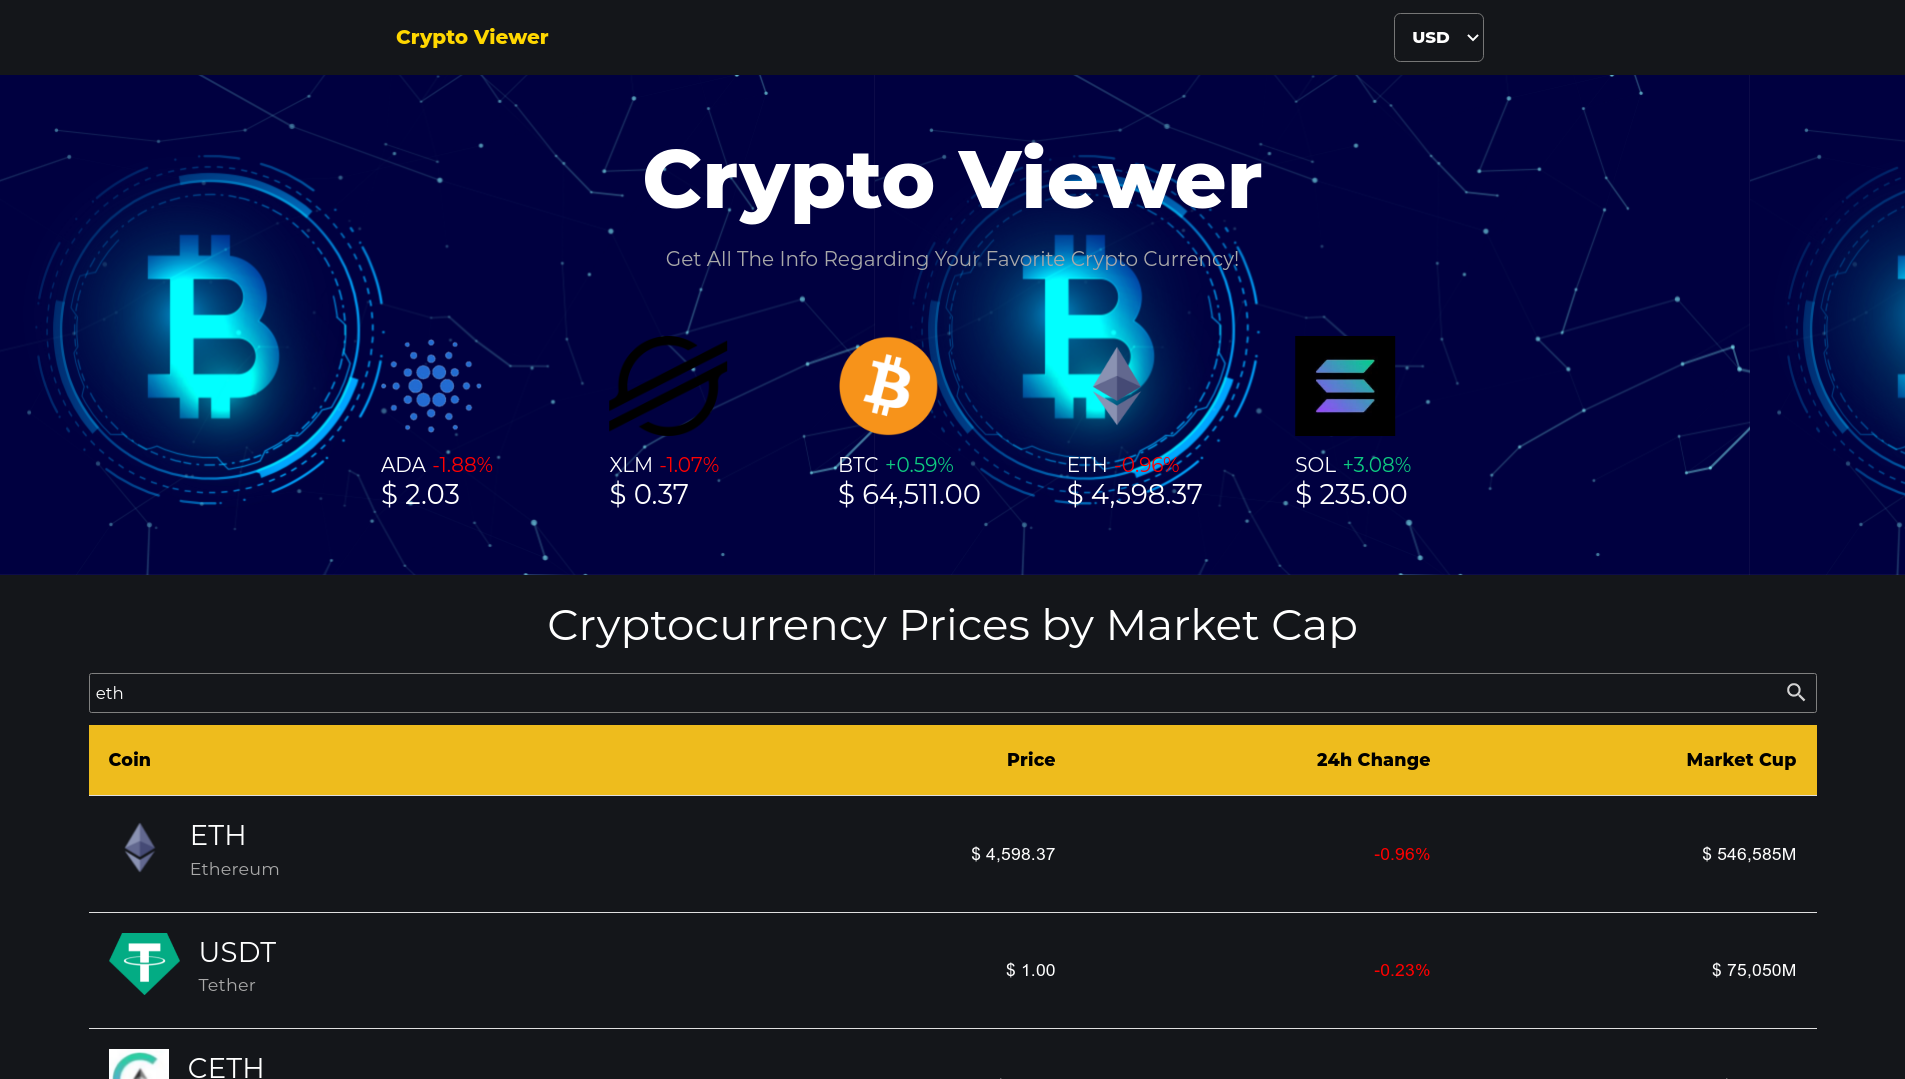 Crypto Viewer
USD
Crypto Viewer
Get All The Info Regarding Your Favorite Crypto Currency!
ADA -1.88%
$ 2.03
XLM -1.07%
$ 0.37
BTC +0.59%
$ 64,511.00
ETH -0.96%
$ 4,598.37
SOL +3.08%
$ 235.00
Cryptocurrency Prices by Market Cap
eth
Coin Price 24h Change Market Cup
ETH
Ethereum
$ 4,598.37 -0.96% $ 546,585M
USDT
Tether
$ 1.00 -0.23% $ 75,050M
CETH